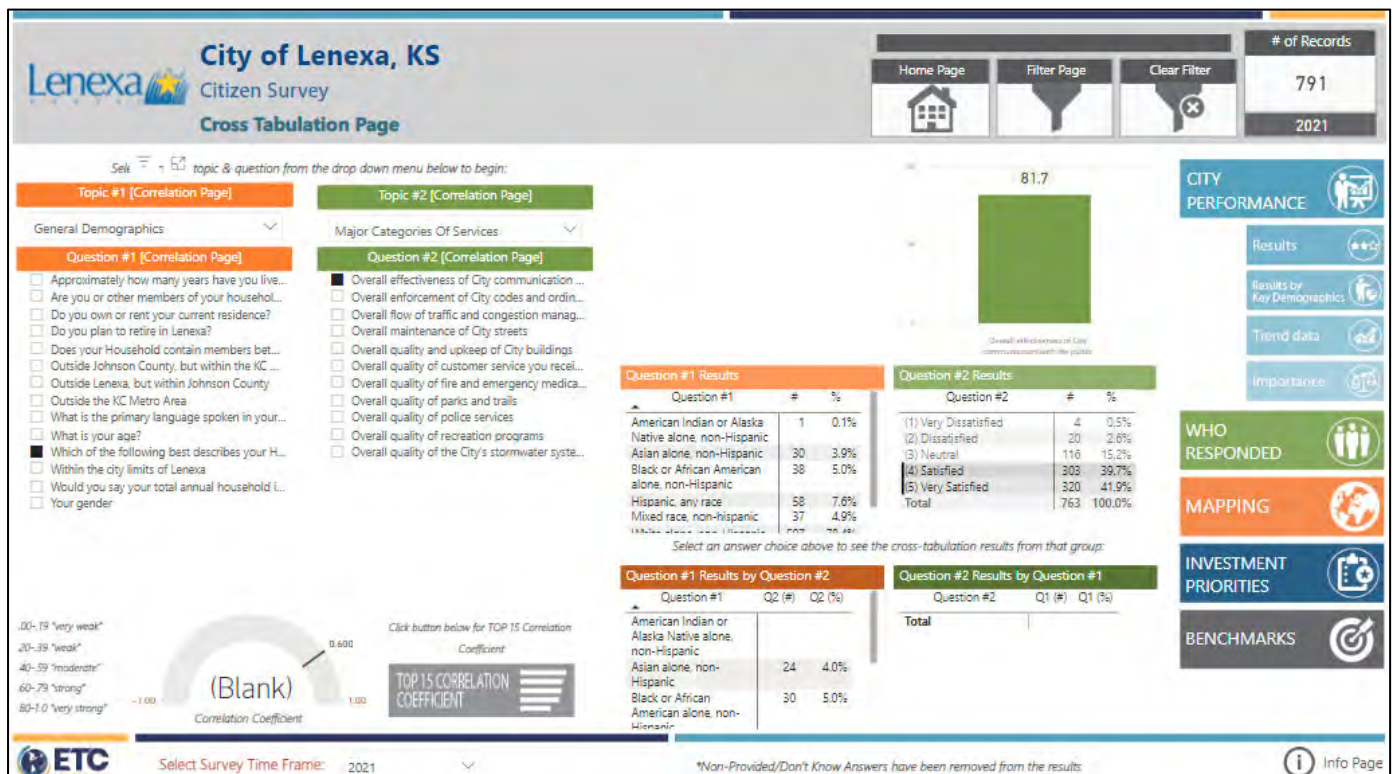 Lenexa
City of Lenexa, KS
Citizen Survey
Cross Tabulation Page
Home Page
Filter Page
Clear Filter
# of Records
791
2021
topic & question from the drop down menu below to begin:
Topic #1 [Correlation Page]
General Demographics
Question #1 [Correlation Page]
Approximately how many years have you live...
Are you or other members of your househol...
Do you own or rent your current residence?
Do you plan to retire in Lenexa?
Does your Household contain members bet...
Outside Johnson County, but within the KC ...
Outside Lenexa, but within Johnson County
Outside the KC Metro Area
What is the primary language spoken in your...
What is your age?
Which of the following best describes your H...
Within the city limits of Lenexa
Would you say your total annual household i...
Your gender
Topic #2 [Correlation Page]
Major Categories Of Services
Question #2 [Correlation Page]
Overall effectiveness of City communication ...
Overall enforcement of City codes and ordin...
Overall flow of traffic and congestion manag...
Overall maintenance of City streets
Overall quality and upkeep of City buildings
Overall quality of customer service you recei...
Overall quality of fire and emergency medica...
Overall quality of parks and trails
Overall quality of police services
Overall quality of recreation programs
Overall quality of the City's stormwater syste...
81.7
Overall effectiveness of City
communication with the public
Question #1 Results
Question #1 # %
American Indian or Alaska 1 0.1%
Native alone, non-Hispanic
Asian alone, non-Hispanic 30 3.9%
Black or African American 38 5.0%
alone, non-Hispanic
Hispanic, any race 58 7.6%
Mixed race, non-hispanic 37 4.9%
Question #2 Results
Question #2 # %
(1) Very Dissatisfied 4 0.5%
(2) Dissatisfied 20 2.6%
(3) Neutral 116 15.2%
(4) Satisfied 303 39.7%
(5) Very Satisfied 320 41.9%
Total 763 100.0%
Select an answer choice above to see the cross-tabulation results from that group:
Question #1 Results by Question #2
Question #1 Q2 (#) Q2 (%)
American Indian or
Alaska Native alone,
non-Hispanic
Asian alone, non- 24 4.0%
Hispanic
Black or African 30 5.0%
American alone, non-
Hispanic
Question #2 Results by Question #1
Question #2 Q1 (#) Q1 (%)
Total
CITY
PERFORMANCE
Results
Results by
Key Demographics
Trend data
Importance
WHO
RESPONDED
MAPPING
INVESTMENT
PRIORITIES
BENCHMARKS
.00-.19 "very weak"
.20-.39 "weak"
.40-.59 "moderate"
.60-.79 "strong"
.80-1.0 "very strong"
0.600
(Blank)
-1.00
1.00
Correlation Coefficient
Click button below for TOP 15 Correlation
Coefficient
TOP 15 CORRELATION
COEFFICIENT
ETC
Select Survey Time Frame: 2021
*Non-Provided/Don't Know Answers have been removed from the results
Info Page